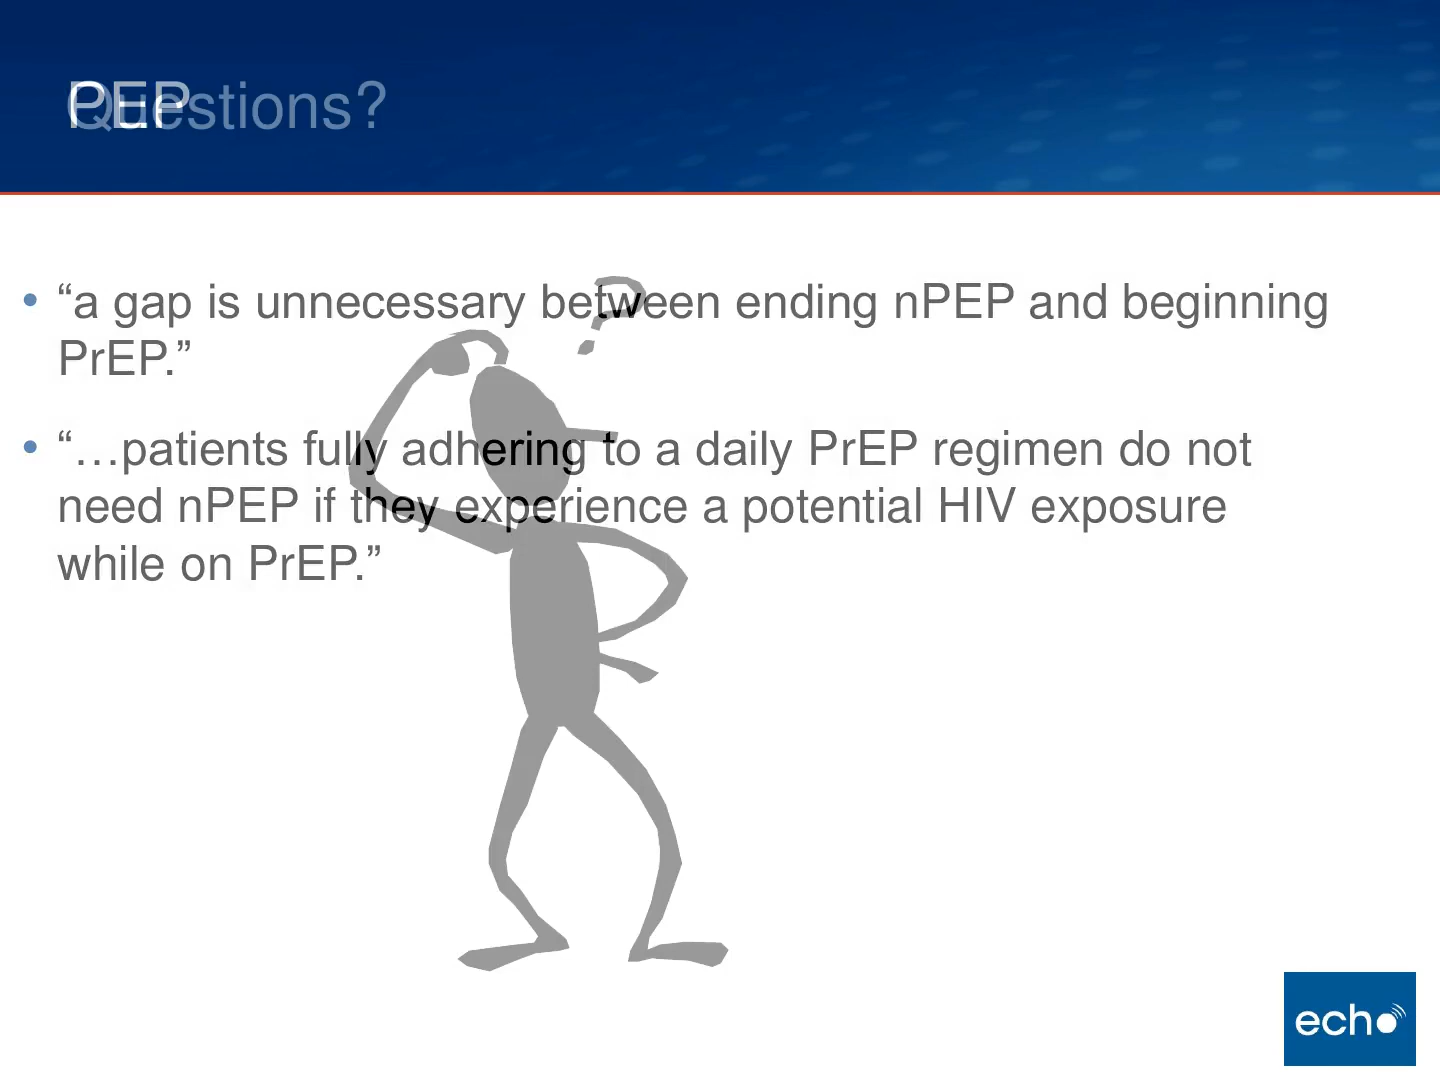 PEP
Questions?
• “a gap is unnecessary between ending nPEP and beginning
PrEP.”
• “…patients fully adhering to a daily PrEP regimen do not
need nPEP if they experience a potential HIV exposure
while on PrEP.”
?
echo